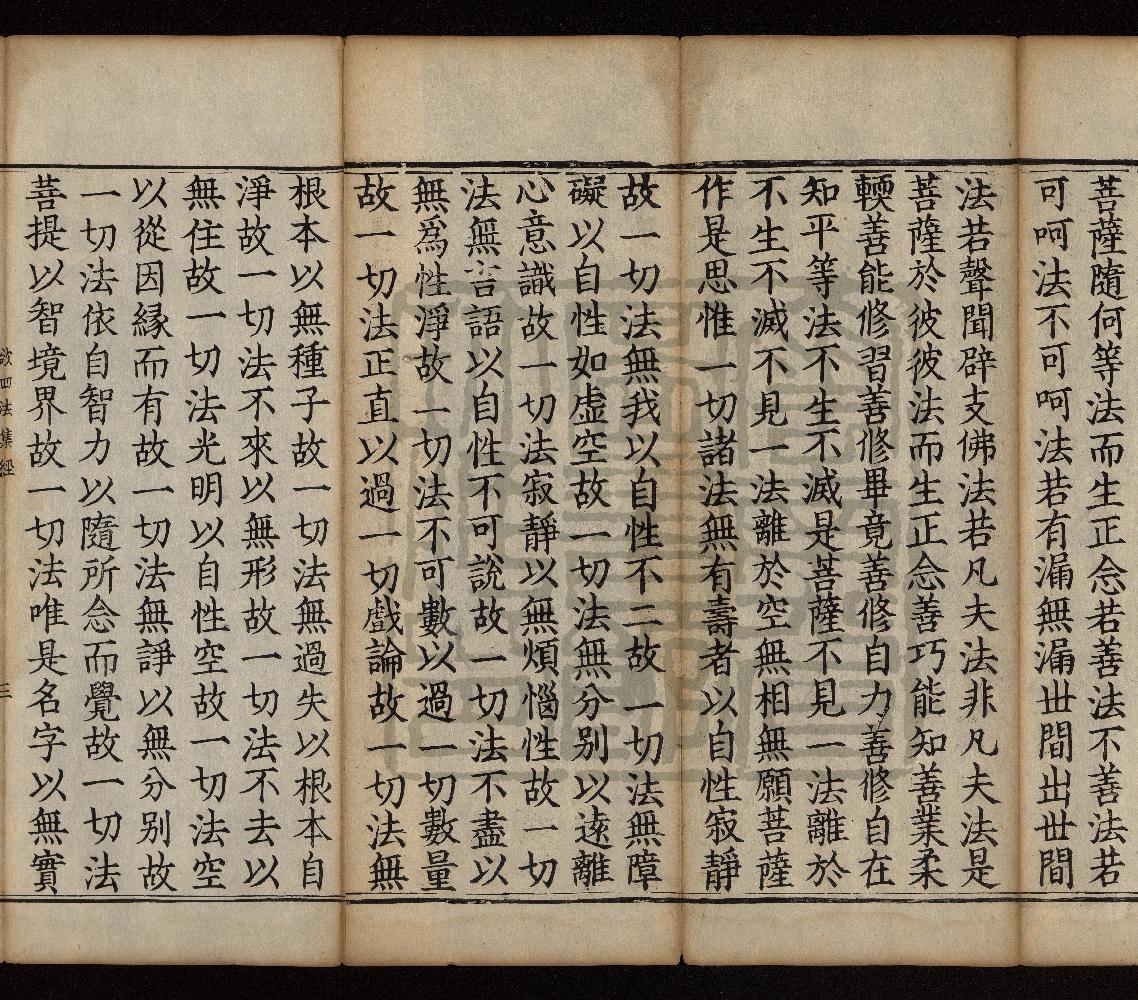 菩薩隨何等法而生正念若善法不善法若
可呵法不可呵法若有漏無漏世間出世間
法若聲聞辟支佛法若凡夫法非凡夫法是
菩薩於彼彼法而生正念善巧能知善業柔
輭善能修習善修畢竟善修自力善修自在
知平等法不生不滅是菩薩不見一法離於
不生不滅不見一法離於空無相無願菩薩
作是思惟一切諸法無有壽者以自性寂靜
故一切法無我以自性不二故一切法無障
礙以自性如虛空故一切法無分別以遠離
心意識故一切法寂靜以無煩惱性故一切
法無言語以自性不可說故一切法不盡以
無爲性淨故一切法不可數以過一切數量
故一切法正直以過一切戲論故一切法無
根本以無種子故一切法無過失以根本自
淨故一切法不來以無形故一切法不去以
無住故一切法光明以自性空故一切法空
以從因緣而有故一切法無諍以無分別故
一切法依自智力以隨所念而覺故一切法
菩提以智境界故一切法唯是名字以無實
四法集經 三